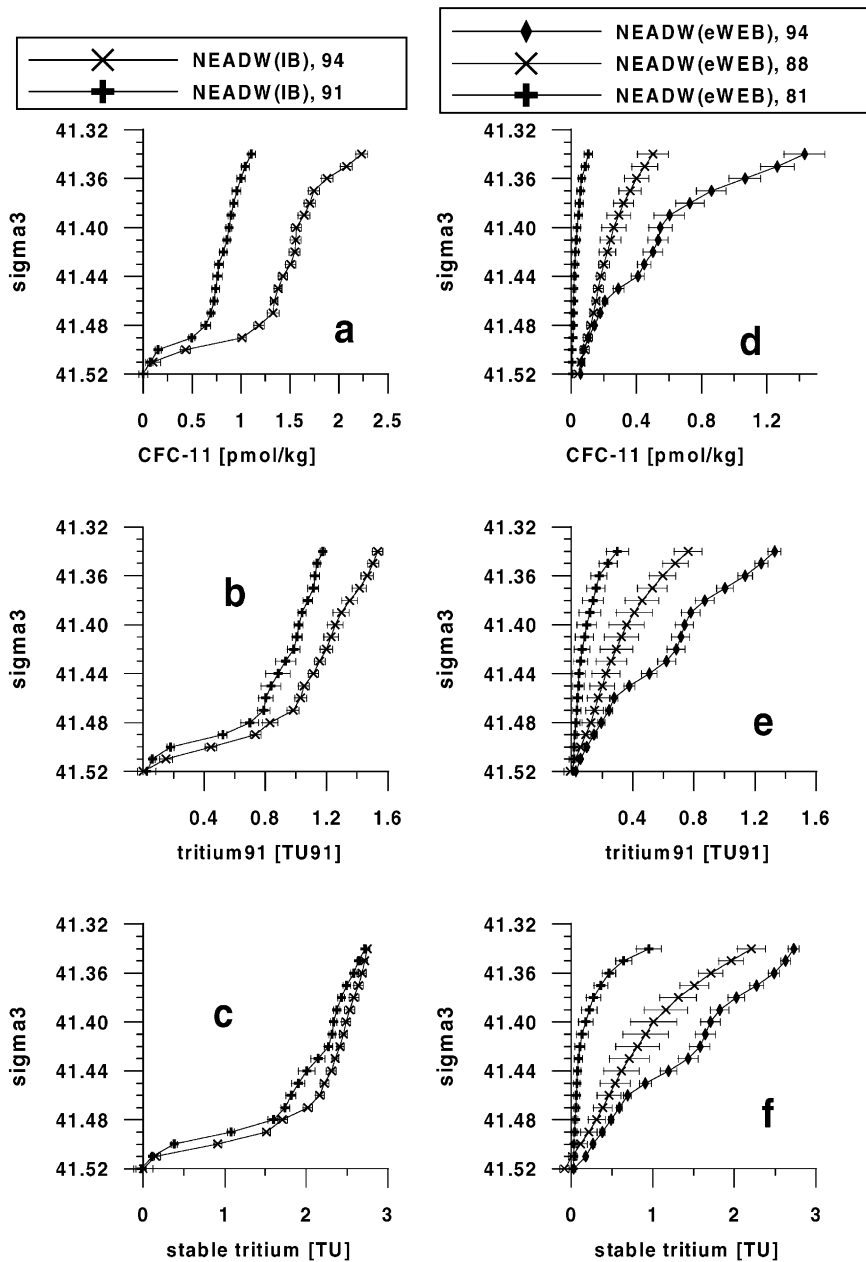 NEADW(IB), 94
NEADW(IB), 91
NEADW(eWEB), 94
NEADW(eWEB), 88
NEADW(eWEB), 81
41.32
41.36
41.40
41.44
41.48
41.52
sigma3
a
0 0.5 1 1.5 2 2.5
CFC-11 [pmol/kg]
41.32
41.36
41.40
41.44
41.48
41.52
sigma3
d
0 0.4 0.8 1.2
CFC-11 [pmol/kg]
41.32
41.36
41.40
41.44
41.48
41.52
sigma3
b
0.4 0.8 1.2 1.6
tritium91 [TU91]
41.32
41.36
41.40
41.44
41.48
41.52
sigma3
e
0.4 0.8 1.2 1.6
tritium91 [TU91]
41.32
41.36
41.40
41.44
41.48
41.52
sigma3
c
0 1 2 3
stable tritium [TU]
41.32
41.36
41.40
41.44
41.48
41.52
sigma3
f
0 1 2 3
stable tritium [TU]